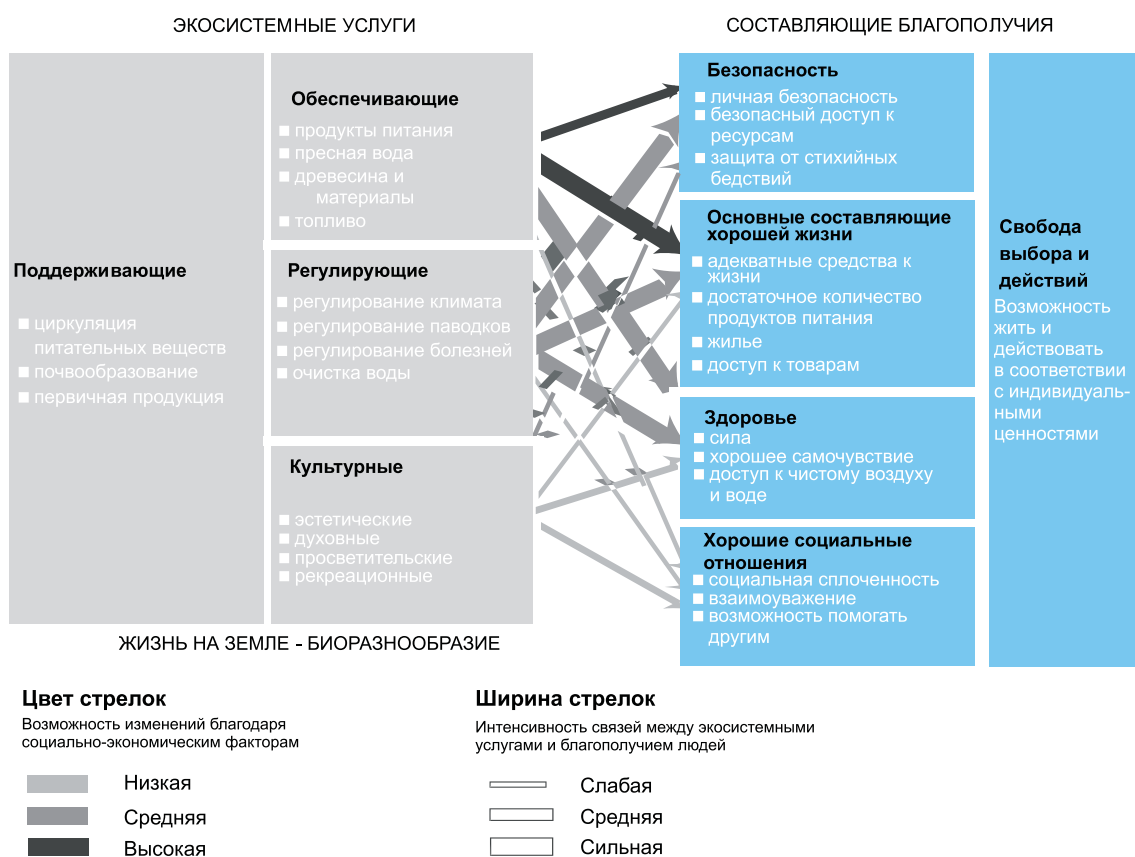 ЭКОСИСТЕМНЫЕ УСЛУГИ
СОСТАВЛЯЮЩИЕ БЛАГОПОЛУЧИЯ
Поддерживающие
циркуляция
питательных веществ
почвообразование
первичная продукция
Обеспечивающие
продукты питания
пресная вода
древесина и
материалы
топливо
Регулирующие
регулирование климата
регулирование паводков
регулирование болезней
очистка воды
Культурные
эстетические
духовные
просветительские
рекреационные
Безопасность
личная безопасность
безопасный доступ к
ресурсам
защита от стихийных
бедствий
Основные составляющие
хорошей жизни
адекватные средства к
жизни
достаточное количество
продуктов питания
жилье
доступ к товарам
Здоровье
сила
хорошее самочувствие
доступ к чистому воздуху
и воде
Хорошие социальные
отношения
социальная сплоченность
взаимоуважение
возможность помогать
другим
Свобода
выбора и
действий
Возможность
жить и
действовать
в соответствии
с индивидуаль-
ными
ценностями
ЖИЗНЬ НА ЗЕМЛЕ - БИОРАЗНООБРАЗИЕ
Цвет стрелок
Возможность изменений благодаря
социально-экономическим факторам
Низкая
Средняя
Высокая
Ширина стрелок
Интенсивность связей между экосистемными
услугами и благополучием людей
Слабая
Средняя
Сильная